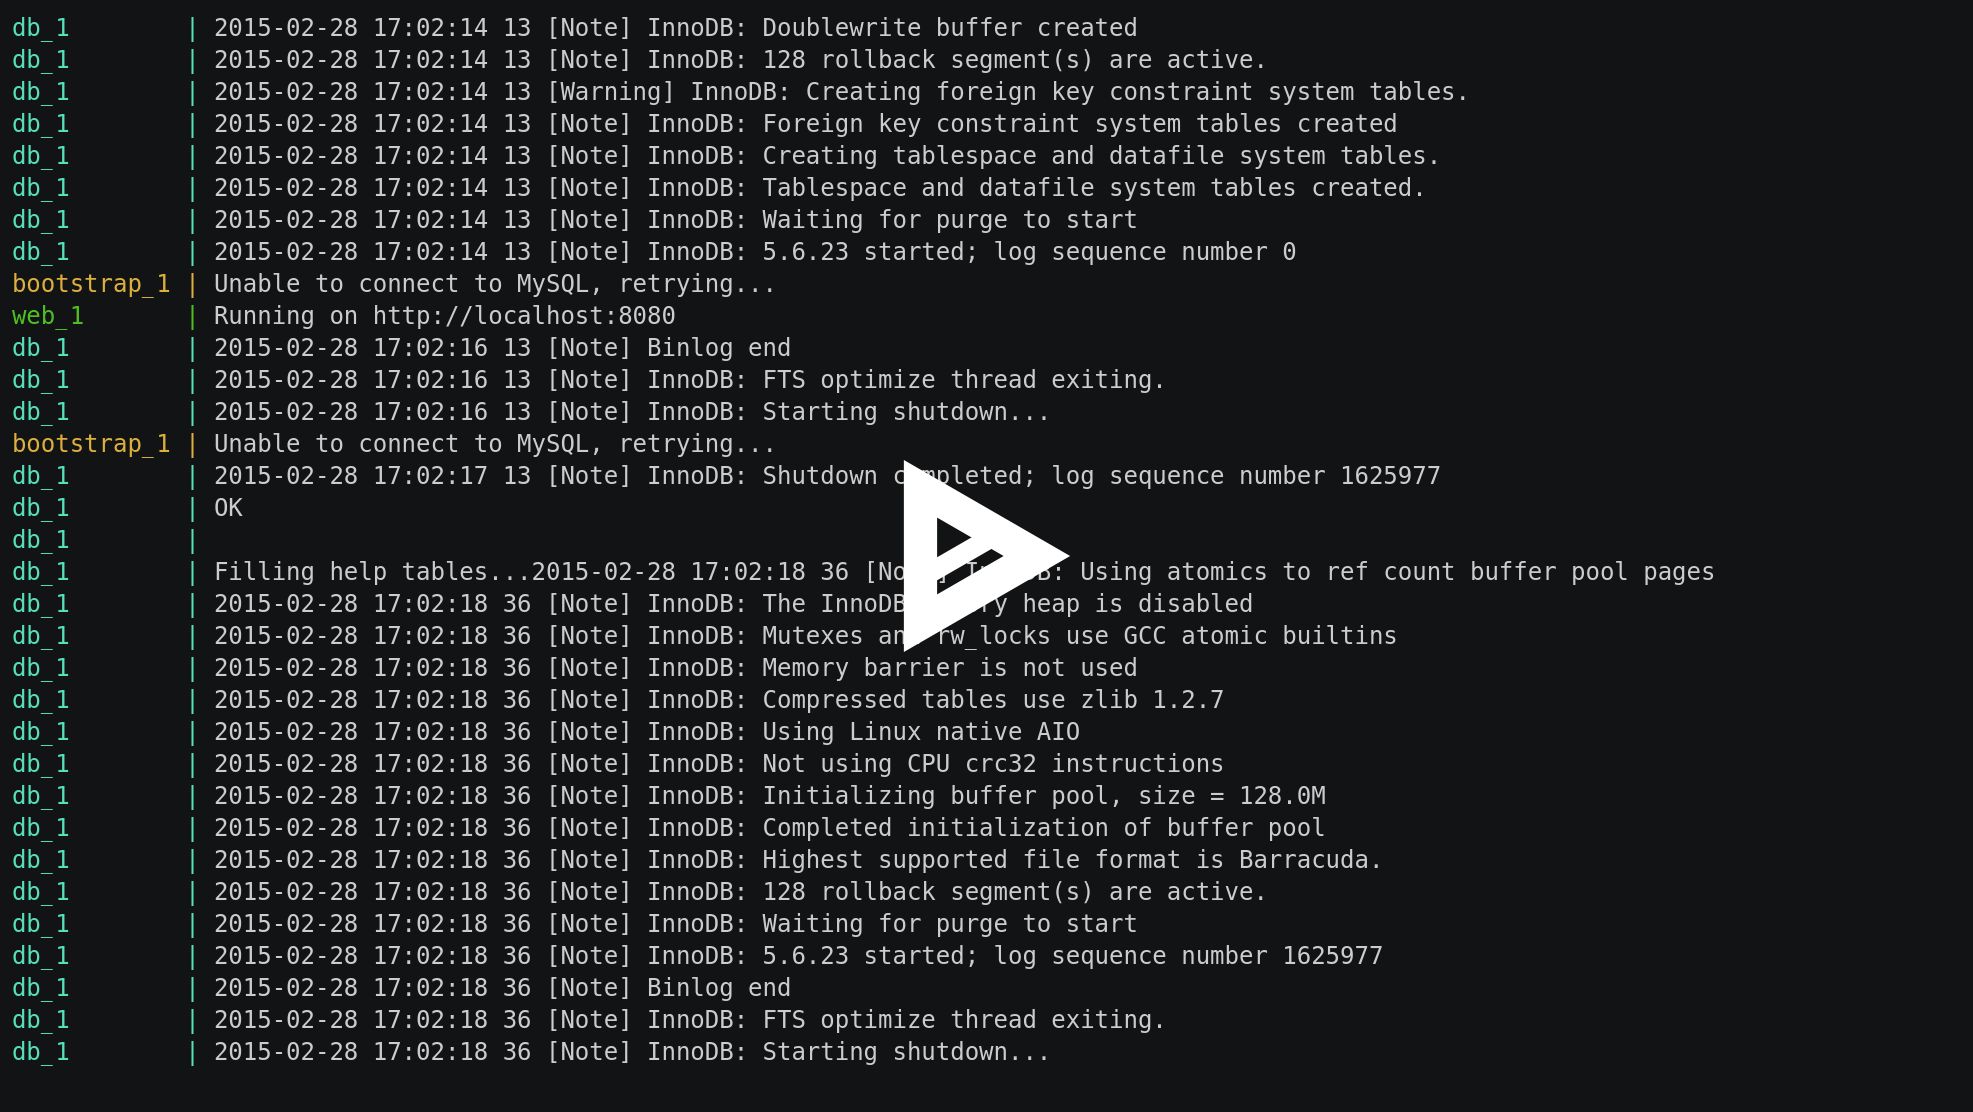 db_1 | 2015-02-28 17:02:14 13 [Note] InnoDB: Doublewrite buffer created
db_1 | 2015-02-28 17:02:14 13 [Note] InnoDB: 128 rollback segment(s) are active.
db_1 | 2015-02-28 17:02:14 13 [Warning] InnoDB: Creating foreign key constraint system tables.
db_1 | 2015-02-28 17:02:14 13 [Note] InnoDB: Foreign key constraint system tables created
db_1 | 2015-02-28 17:02:14 13 [Note] InnoDB: Creating tablespace and datafile system tables.
db_1 | 2015-02-28 17:02:14 13 [Note] InnoDB: Tablespace and datafile system tables created.
db_1 | 2015-02-28 17:02:14 13 [Note] InnoDB: Waiting for purge to start
db_1 | 2015-02-28 17:02:14 13 [Note] InnoDB: 5.6.23 started; log sequence number 0
bootstrap_1 | Unable to connect to MySQL, retrying...
web_1 | Running on http://localhost:8080
db_1 | 2015-02-28 17:02:16 13 [Note] Binlog end
db_1 | 2015-02-28 17:02:16 13 [Note] InnoDB: FTS optimize thread exiting.
db_1 | 2015-02-28 17:02:16 13 [Note] InnoDB: Starting shutdown...
bootstrap_1 | Unable to connect to MySQL, retrying...
db_1 | 2015-02-28 17:02:17 13 [Note] InnoDB: Shutdown completed; log sequence number 1625977
db_1 | OK
db_1 |
db_1 | Filling help tables...2015-02-28 17:02:18 36 [Note] InnoDB: Using atomics to ref count buffer pool pages
db_1 | 2015-02-28 17:02:18 36 [Note] InnoDB: The InnoDB heap is disabled
db_1 | 2015-02-28 17:02:18 36 [Note] InnoDB: Mutexes and rw_locks use GCC atomic builtins
db_1 | 2015-02-28 17:02:18 36 [Note] InnoDB: Memory barrier is not used
db_1 | 2015-02-28 17:02:18 36 [Note] InnoDB: Compressed tables use zlib 1.2.7
db_1 | 2015-02-28 17:02:18 36 [Note] InnoDB: Using Linux native AIO
db_1 | 2015-02-28 17:02:18 36 [Note] InnoDB: Not using CPU crc32 instructions
db_1 | 2015-02-28 17:02:18 36 [Note] InnoDB: Initializing buffer pool, size = 128.0M
db_1 | 2015-02-28 17:02:18 36 [Note] InnoDB: Completed initialization of buffer pool
db_1 | 2015-02-28 17:02:18 36 [Note] InnoDB: Highest supported file format is Barracuda.
db_1 | 2015-02-28 17:02:18 36 [Note] InnoDB: 128 rollback segment(s) are active.
db_1 | 2015-02-28 17:02:18 36 [Note] InnoDB: Waiting for purge to start
db_1 | 2015-02-28 17:02:18 36 [Note] InnoDB: 5.6.23 started; log sequence number 1625977
db_1 | 2015-02-28 17:02:18 36 [Note] Binlog end
db_1 | 2015-02-28 17:02:18 36 [Note] InnoDB: FTS optimize thread exiting.
db_1 | 2015-02-28 17:02:18 36 [Note] InnoDB: Starting shutdown...